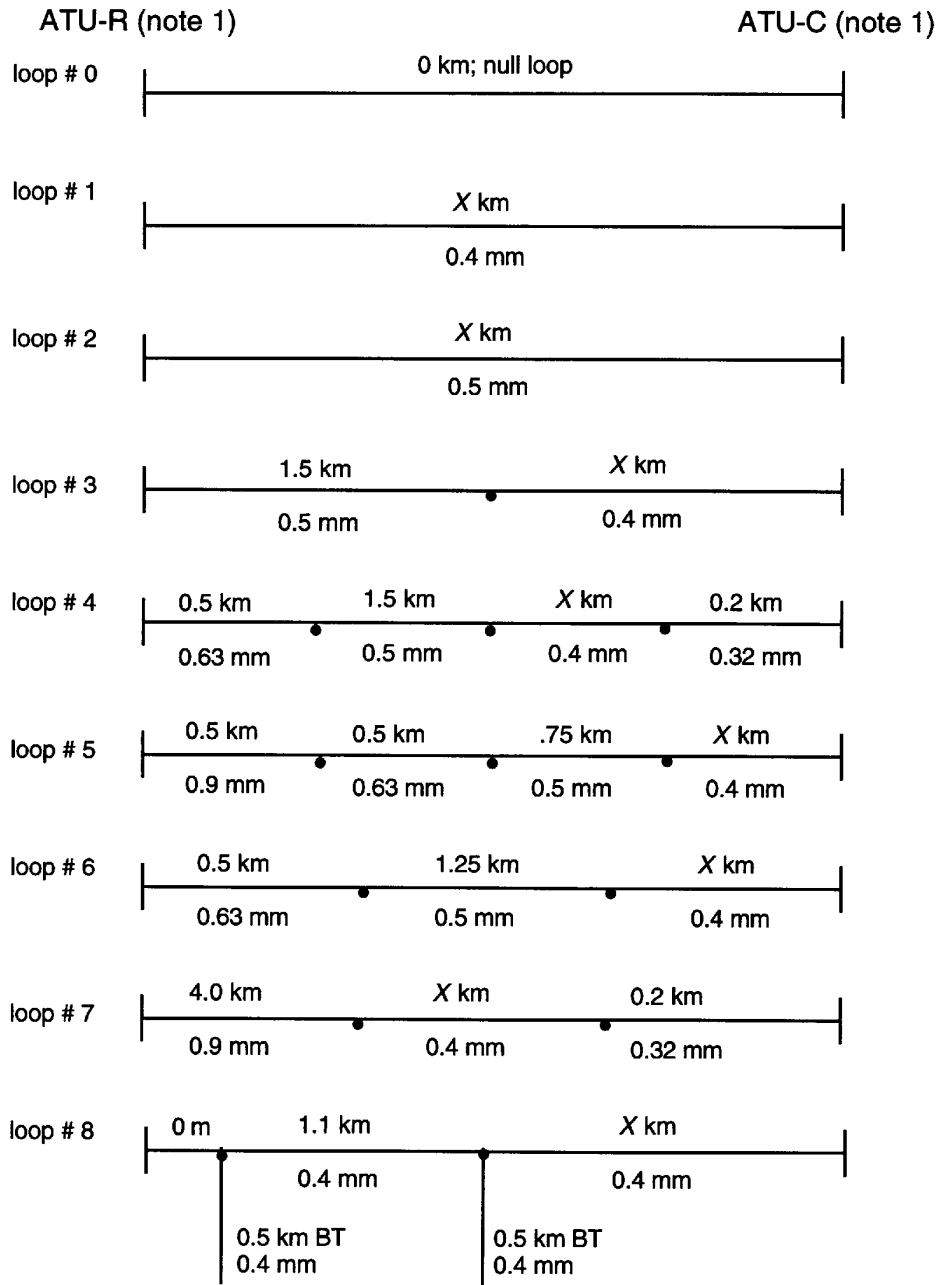 ATU-R (note 1) ATU-C (note 1)
loop # 0 0 km; null loop
loop # 1 X km
0.4 mm
loop # 2 X km
0.5 mm
loop # 3 1.5 km X km
0.5 mm 0.4 mm
loop # 4 0.5 km 1.5 km X km 0.2 km
0.63 mm 0.5 mm 0.4 mm 0.32 mm
loop # 5 0.5 km 0.5 km .75 km X km
0.9 mm 0.63 mm 0.5 mm 0.4 mm
loop # 6 0.5 km 1.25 km X km
0.63 mm 0.5 mm 0.4 mm
loop # 7 4.0 km X km 0.2 km
0.9 mm 0.4 mm 0.32 mm
loop # 8 0 m 1.1 km X km
0.4 mm 0.4 mm
0.5 km BT 0.5 km BT
0.4 mm 0.4 mm